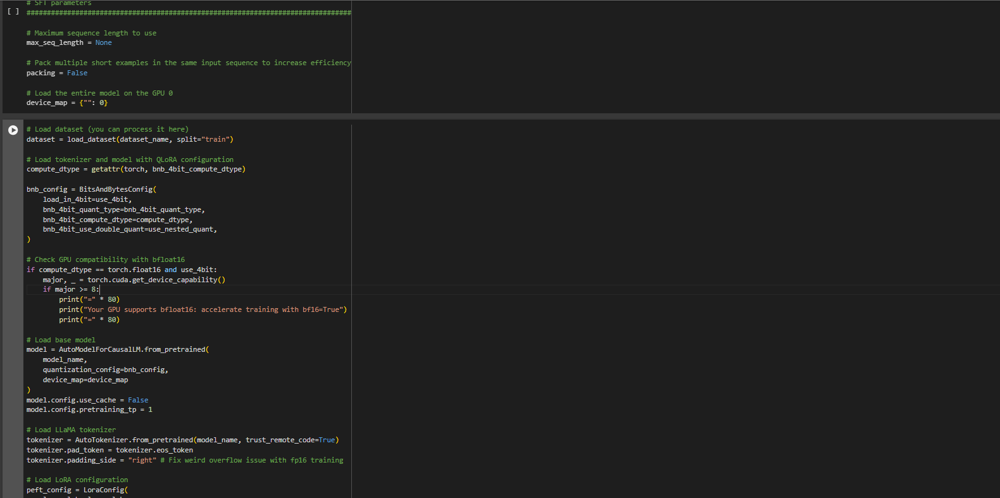 # SFT parameters
[ ] ################################################################################
# Maximum sequence length to use
max_seq_length = None
# Pack multiple short examples in the same input sequence to increase efficiency
packing = False
# Load the entire model on the GPU 0
device_map = {"": 0}
# Load dataset (you can process it here)
dataset = load_dataset(dataset_name, split="train")
# Load tokenizer and model with QLoRA configuration
compute_dtype = getattr(torch, bnb_4bit_compute_dtype)
bnb_config = BitsAndBytesConfig(
    load_in_4bit=use_4bit,
    bnb_4bit_quant_type=bnb_4bit_quant_type,
    bnb_4bit_compute_dtype=compute_dtype,
    bnb_4bit_use_double_quant=use_nested_quant,
)
# Check GPU compatibility with bfloat16
if compute_dtype == torch.float16 and use_4bit:
    major, _ = torch.cuda.get_device_capability()
    if major >= 8:
        print("=" * 80)
        print("Your GPU supports bfloat16: accelerate training with bf16=True")
        print("=" * 80)
# Load base model
model = AutoModelForCausalLM.from_pretrained(
    model_name,
    quantization_config=bnb_config,
    device_map=device_map
)
model.config.use_cache = False
model.config.pretraining_tp = 1
# Load LLaMA tokenizer
tokenizer = AutoTokenizer.from_pretrained(model_name, trust_remote_code=True)
tokenizer.pad_token = tokenizer.eos_token
tokenizer.padding_side = "right" # Fix weird overflow issue with fp16 training
# Load LoRA configuration
peft_config = LoraConfig(